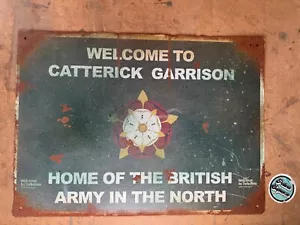 WELCOME TO
CATTERICK GARRISON
HOME OF THE BRITISH
ARMY IN THE NORTH